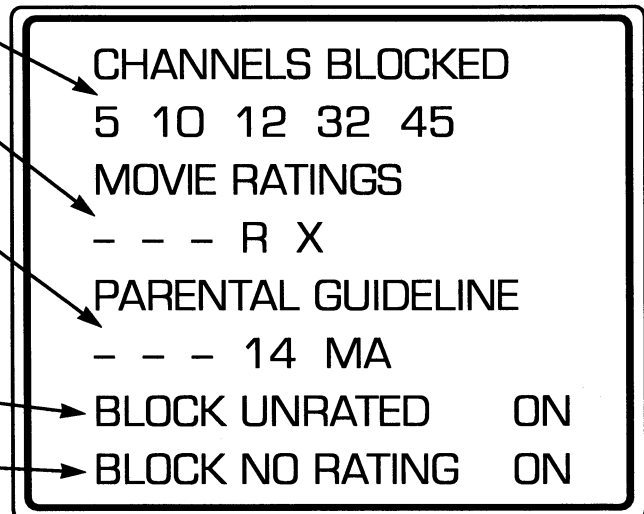 CHANNELS BLOCKED
5 10 12 32 45
MOVIE RATINGS
– – – R X
PARENTAL GUIDELINE
– – – 14 MA
BLOCK UNRATED ON
BLOCK NO RATING ON